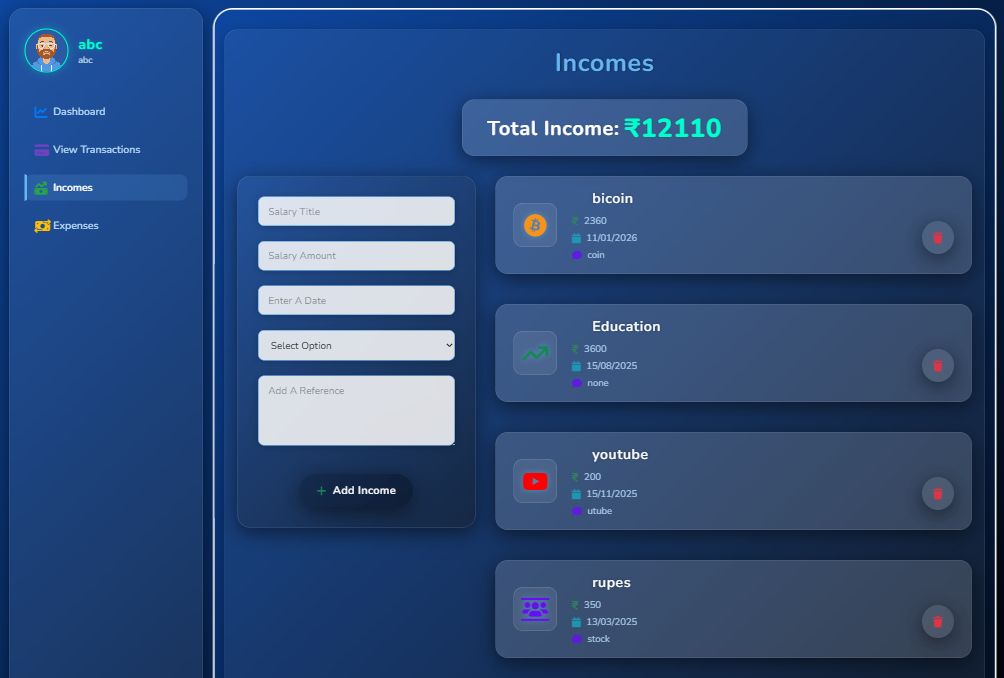 abc
abc
Dashboard
View Transactions
Incomes
Expenses
Incomes
Total Income: ₹12110
Salary Title
Salary Amount
Enter A Date
Select Option
Add A Reference
+ Add Income
bicoin
₹ 2360
11/01/2026
coin
Education
₹ 3600
15/08/2025
none
youtube
₹ 200
15/11/2025
utube
rupes
₹ 350
13/03/2025
stock